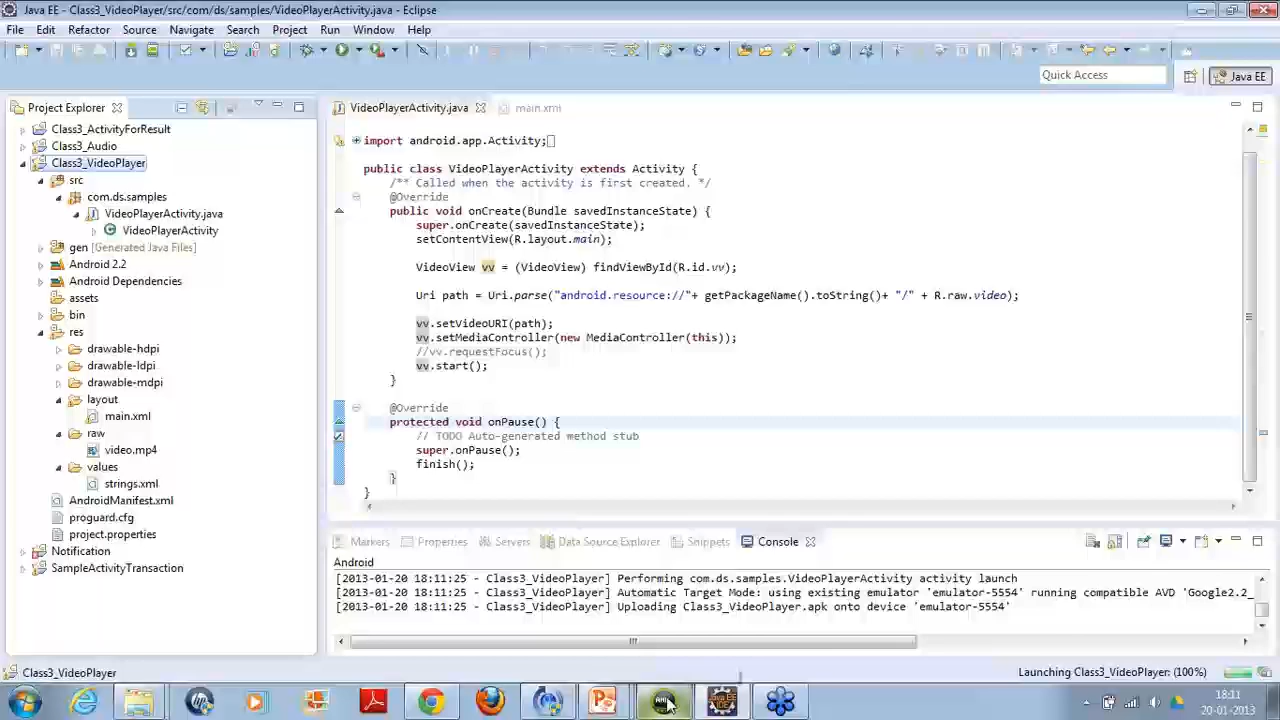 Java EE - Class3_VideoPlayer/src/com/ds/samples/VideoPlayerActivity.java - Eclipse
File Edit Refactor Source Navigate Search Project Run Window Help
Quick Access
Java EE
Project Explorer
Class3_ActivityForResult
Class3_Audio
Class3_VideoPlayer
src
com.ds.samples
VideoPlayerActivity.java
VideoPlayerActivity
gen [Generated Java Files]
Android 2.2
Android Dependencies
assets
bin
res
drawable-hdpi
drawable-ldpi
drawable-mdpi
layout
main.xml
raw
video.mp4
values
strings.xml
AndroidManifest.xml
proguard.cfg
project.properties
Notification
SampleActivityTransaction
VideoPlayerActivity.java main.xml
import android.app.Activity;
public class VideoPlayerActivity extends Activity {
/** Called when the activity is first created. */
@Override
public void onCreate(Bundle savedInstanceState) {
super.onCreate(savedInstanceState);
setContentView(R.layout.main);
VideoView vv = (VideoView) findViewById(R.id.vv);
Uri path = Uri.parse("android.resource://"+ getPackageName().toString()+ "/" + R.raw.video);
vv.setVideoURI(path);
vv.setMediaController(new MediaController(this));
//vv.requestFocus();
vv.start();
}
@Override
protected void onPause() {
// TODO Auto-generated method stub
super.onPause();
finish();
}
}
Markers Properties Servers Data Source Explorer Snippets Console
Android
[2013-01-20 18:11:25 - Class3_VideoPlayer] Performing com.ds.samples.VideoPlayerActivity activity launch
[2013-01-20 18:11:25 - Class3_VideoPlayer] Automatic Target Mode: using existing emulator 'emulator-5554' running compatible AVD 'Google2.2_
[2013-01-20 18:11:25 - Class3_VideoPlayer] Uploading Class3_VideoPlayer.apk onto device 'emulator-5554'
Class3_VideoPlayer
Launching Class3_VideoPlayer: (100%)
18:11
20-01-2013